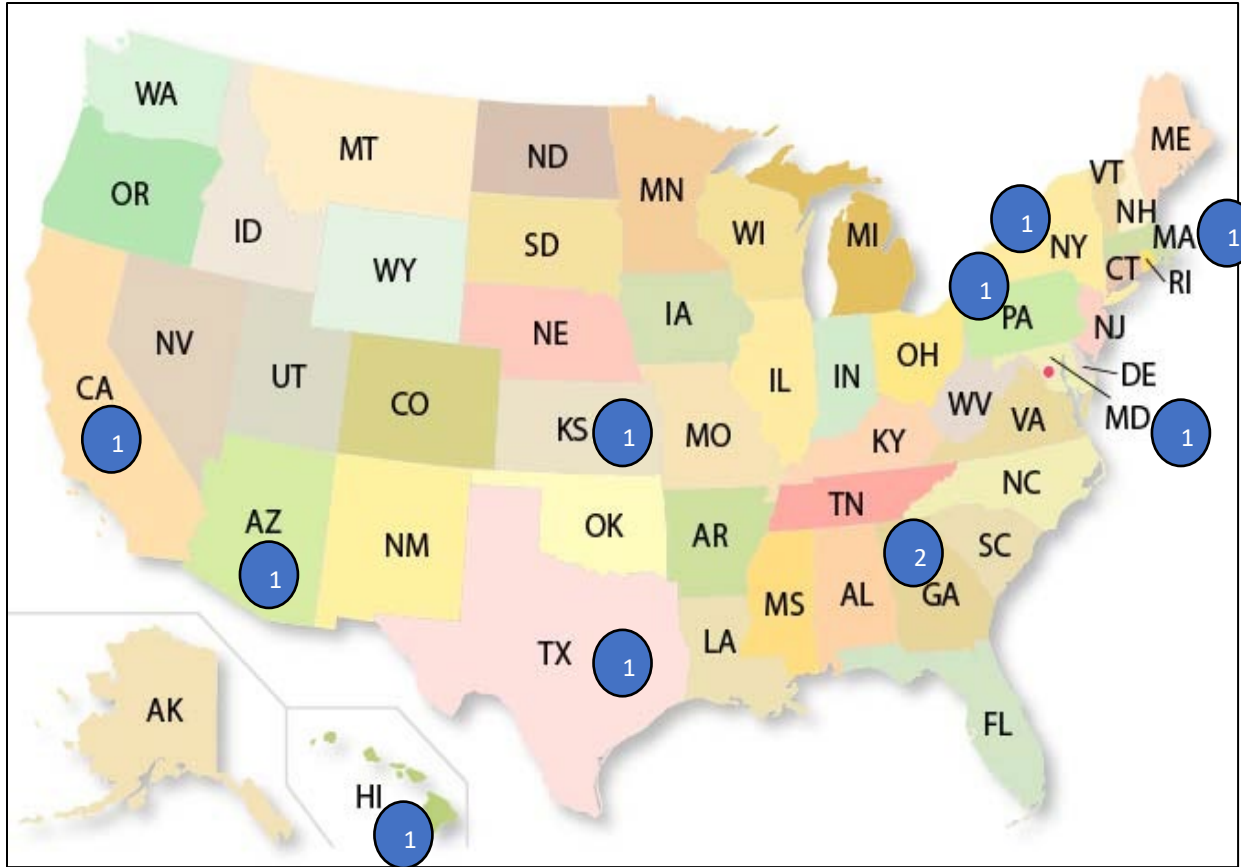 WA
MT
ND
MN
ME
VT
NH
OR
ID
SD
WI
MI
1
NY
MA
1
WY
CT
RI
1
PA
NV
UT
NE
IA
NJ
CA
1
CO
KS
1
MO
IL
IN
OH
WV
VA
DE
MD
1
KY
NC
AZ
1
NM
OK
AR
TN
2
SC
TX
1
LA
MS
AL
GA
FL
AK
HI
1